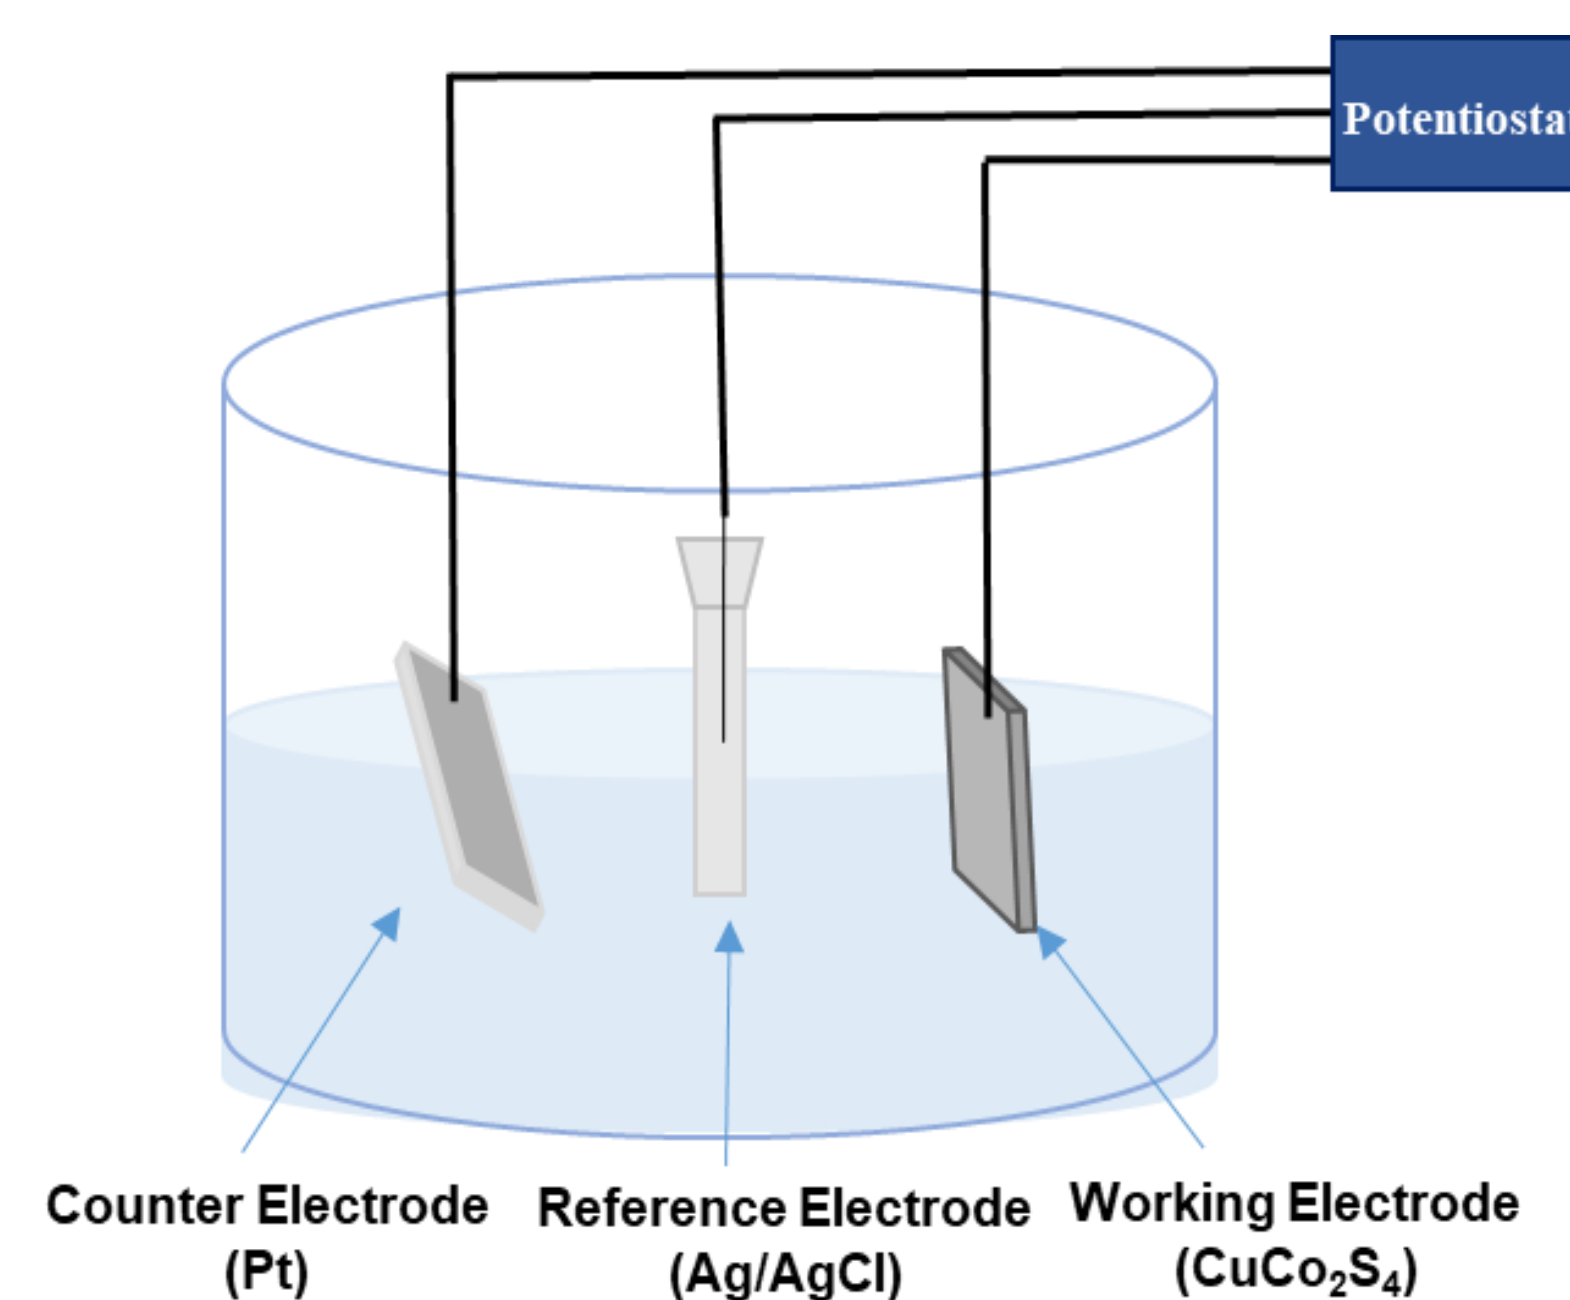 Potentiostat
Counter Electrode
(Pt)
Reference Electrode
(Ag/AgCl)
Working Electrode
(CuCo₂S₄)